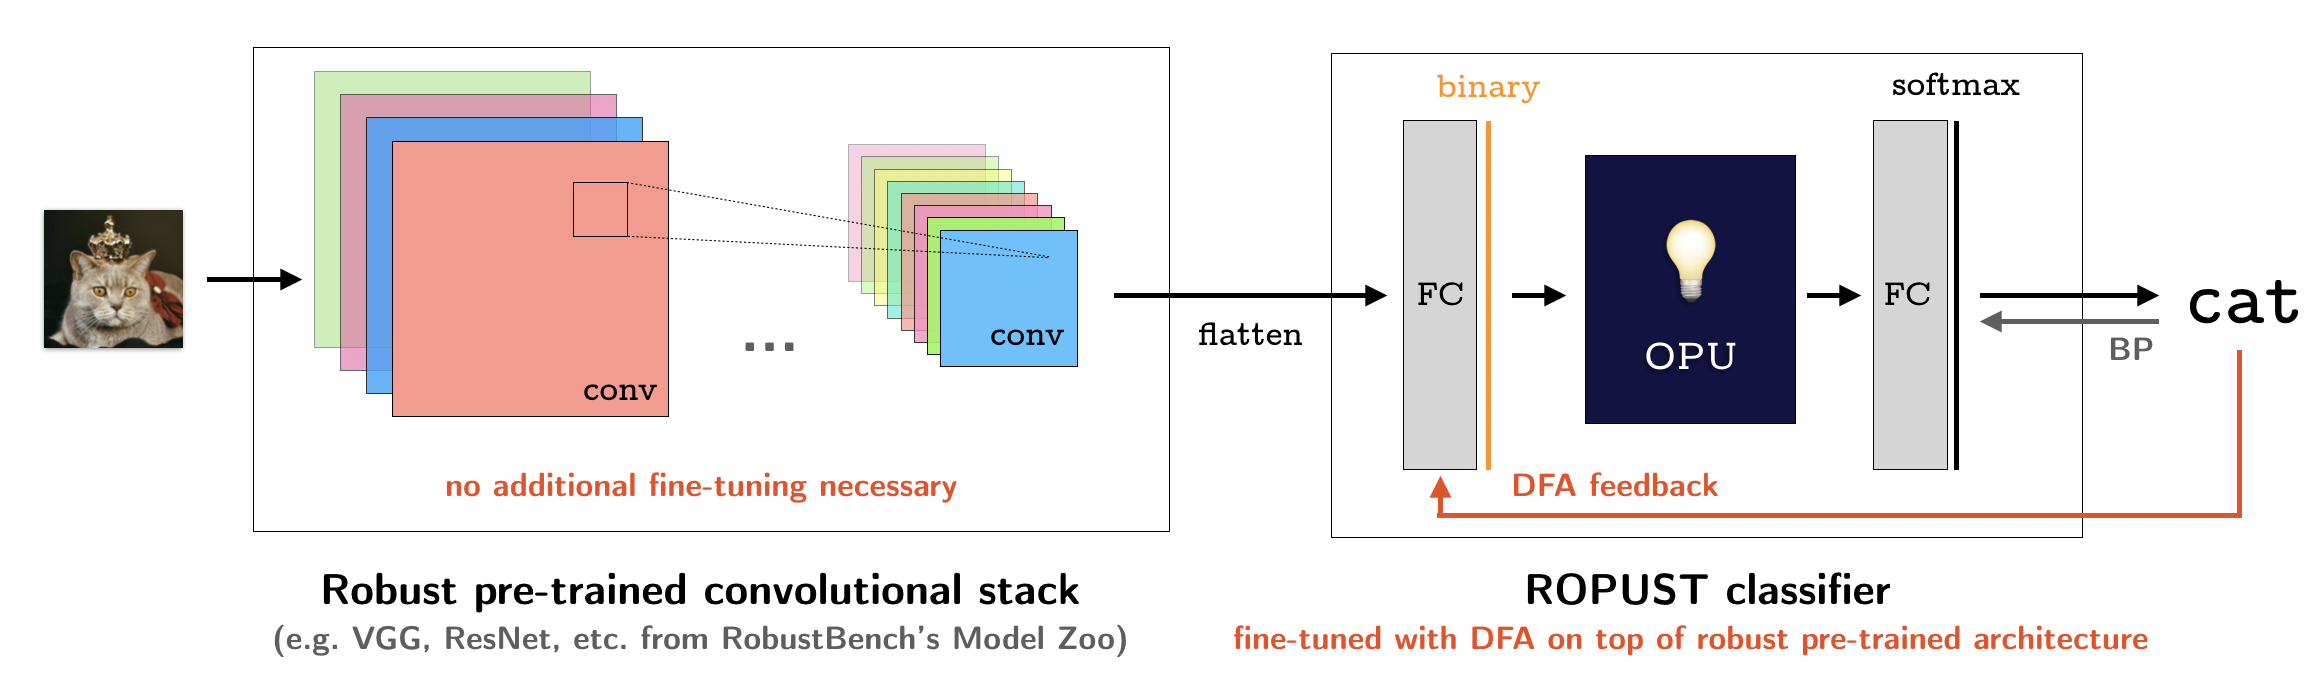 binary
softmax
FC
OPU
FC
cat
BP
conv
...
conv
flatten
no additional fine-tuning necessary
DFA feedback
Robust pre-trained convolutional stack
(e.g. VGG, ResNet, etc. from RobustBench's Model Zoo)
ROPUST classifier
fine-tuned with DFA on top of robust pre-trained architecture